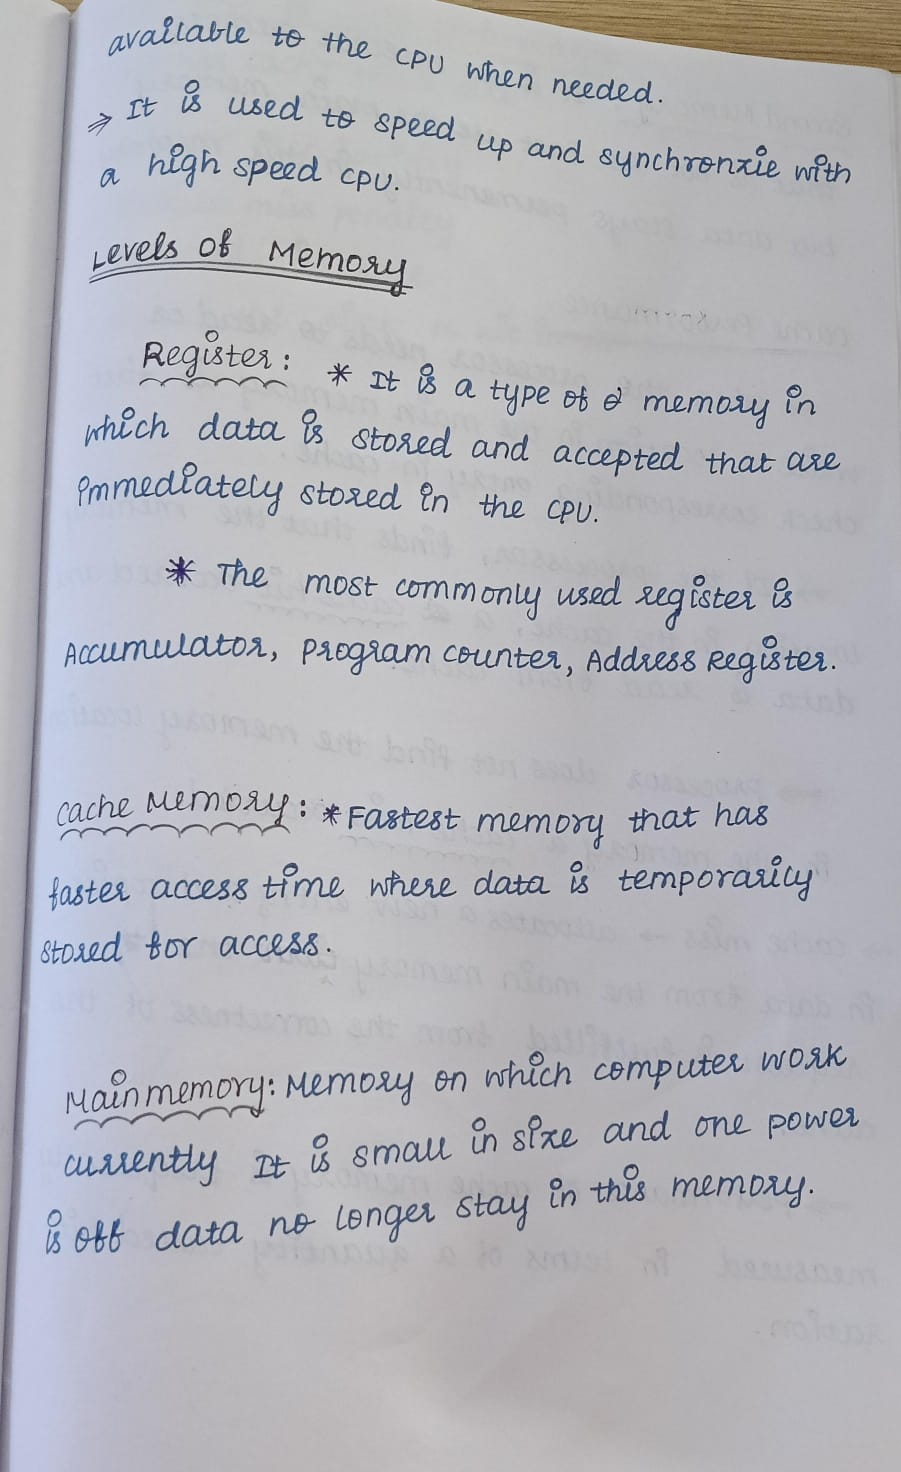 available to the CPU when needed.
⇒ It is used to speed up and synchronxie with
a high speed CPU.
Levels of Memory
Register: * It is a type of memory in
which data is stored and accepted that are
immediately stored in the CPU.
* The most commonly used register is
Accumulator, Program counter, Address Register.
Cache Memory: * Fastest memory that has
faster access time where data is temporarily
stored for access.
Main memory: Memory on which computer work
currently It is small in size and one power
is off data no longer stay in this memory.